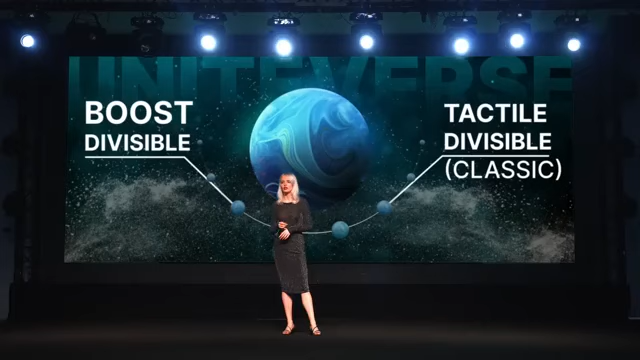 UNITEVERSE
BOOST
DIVISIBLE
TACTILE
DIVISIBLE
(CLASSIC)